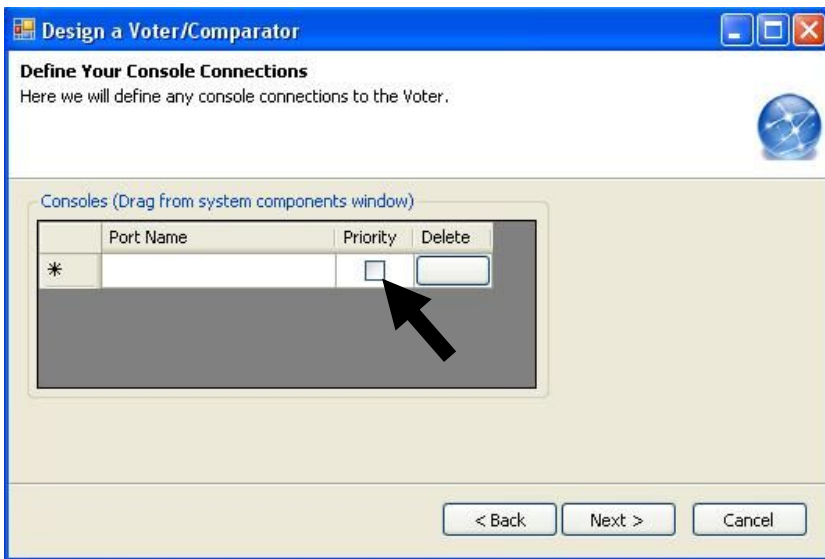 Design a Voter/Comparator
Define Your Console Connections
Here we will define any console connections to the Voter.
Consoles (Drag from system components window)
Port Name Priority Delete
*
< Back Next > Cancel